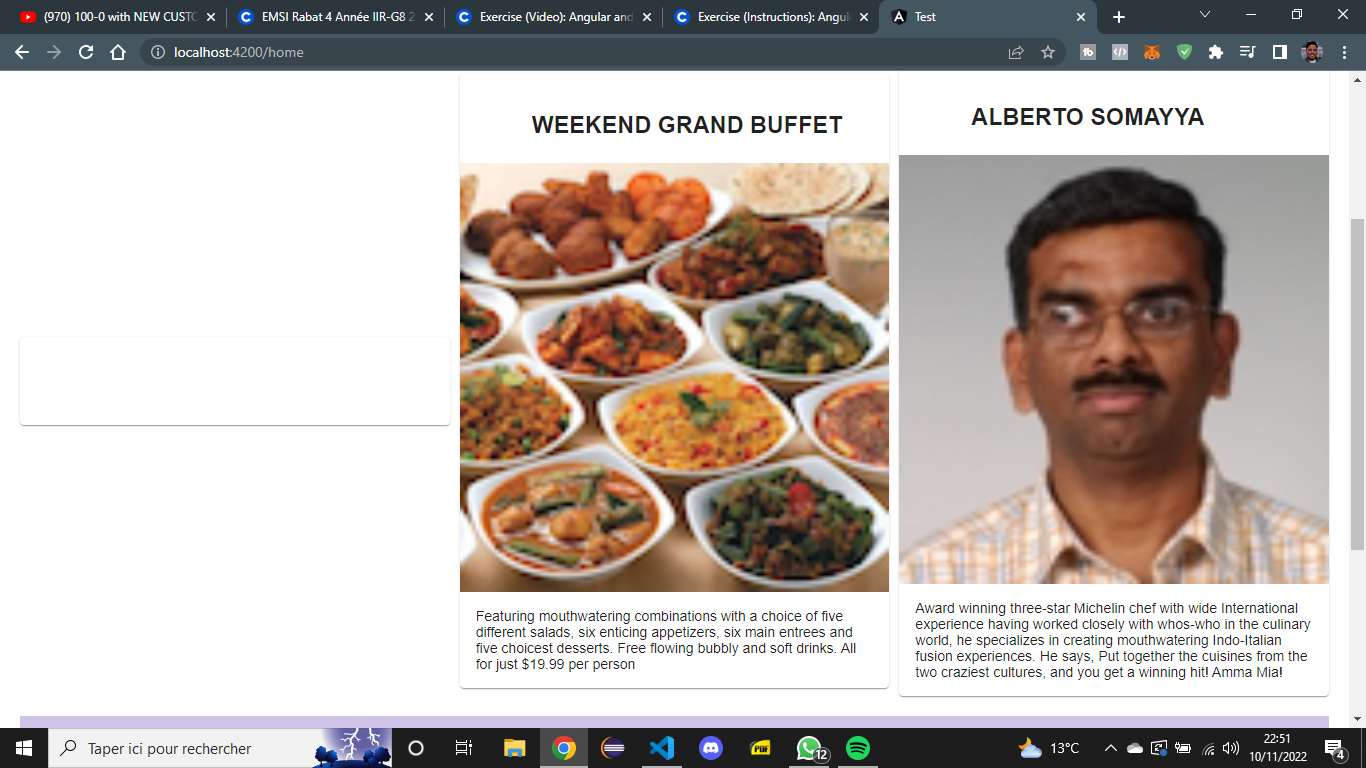 (970) 100-0 with NEW CUSTO
EMSI Rabat 4 Année IIR-G8 2
Exercise (Video): Angular and
Exercise (Instructions): Angula
Test
localhost:4200/home
WEEKEND GRAND BUFFET
Featuring mouthwatering combinations with a choice of five
different salads, six enticing appetizers, six main entrees and
five choicest desserts. Free flowing bubbly and soft drinks. All
for just $19.99 per person
ALBERTO SOMAYYA
Award winning three-star Michelin chef with wide International
experience having worked closely with whos-who in the culinary
world, he specializes in creating mouthwatering Indo-Italian
fusion experiences. He says, Put together the cuisines from the
two craziest cultures, and you get a winning hit! Amma Mia!
Taper ici pour rechercher
PDF
12
13°C
22:51
10/11/2022
4